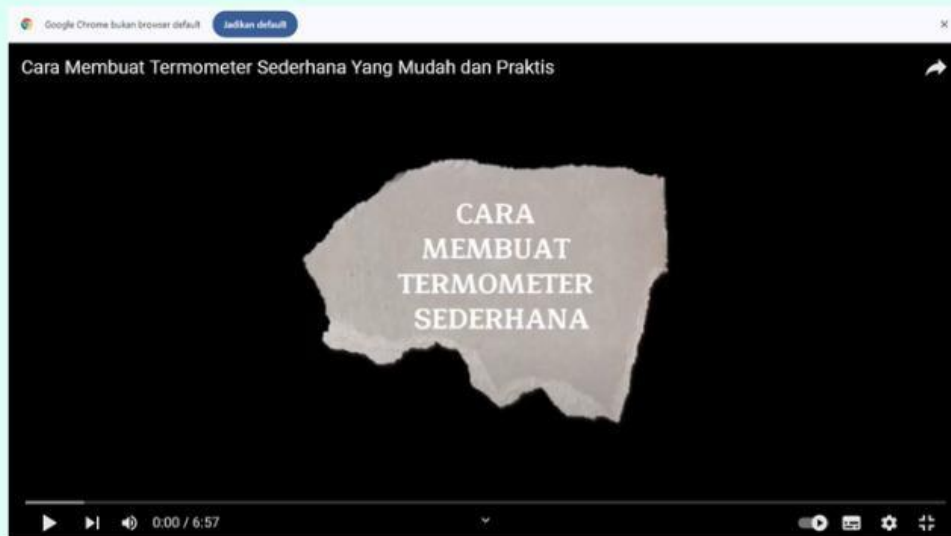 Google Chrome bukan browser default
Jadikan default
Cara Membuat Termometer Sederhana Yang Mudah dan Praktis
CARA
MEMBUAT
TERMOMETER
SEDERHANA
0:00 / 6:57